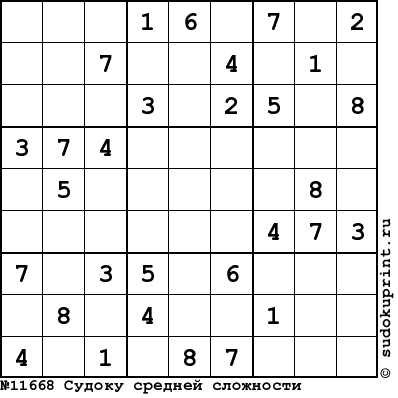 1 6 7 2
7 4 1
3 2 5 8
3 7 4
5 8
4 7 3
7 3 5 6
8 4 1
4 1 8 7
№11668 Судоку средней сложности
© sudokuprint.ru